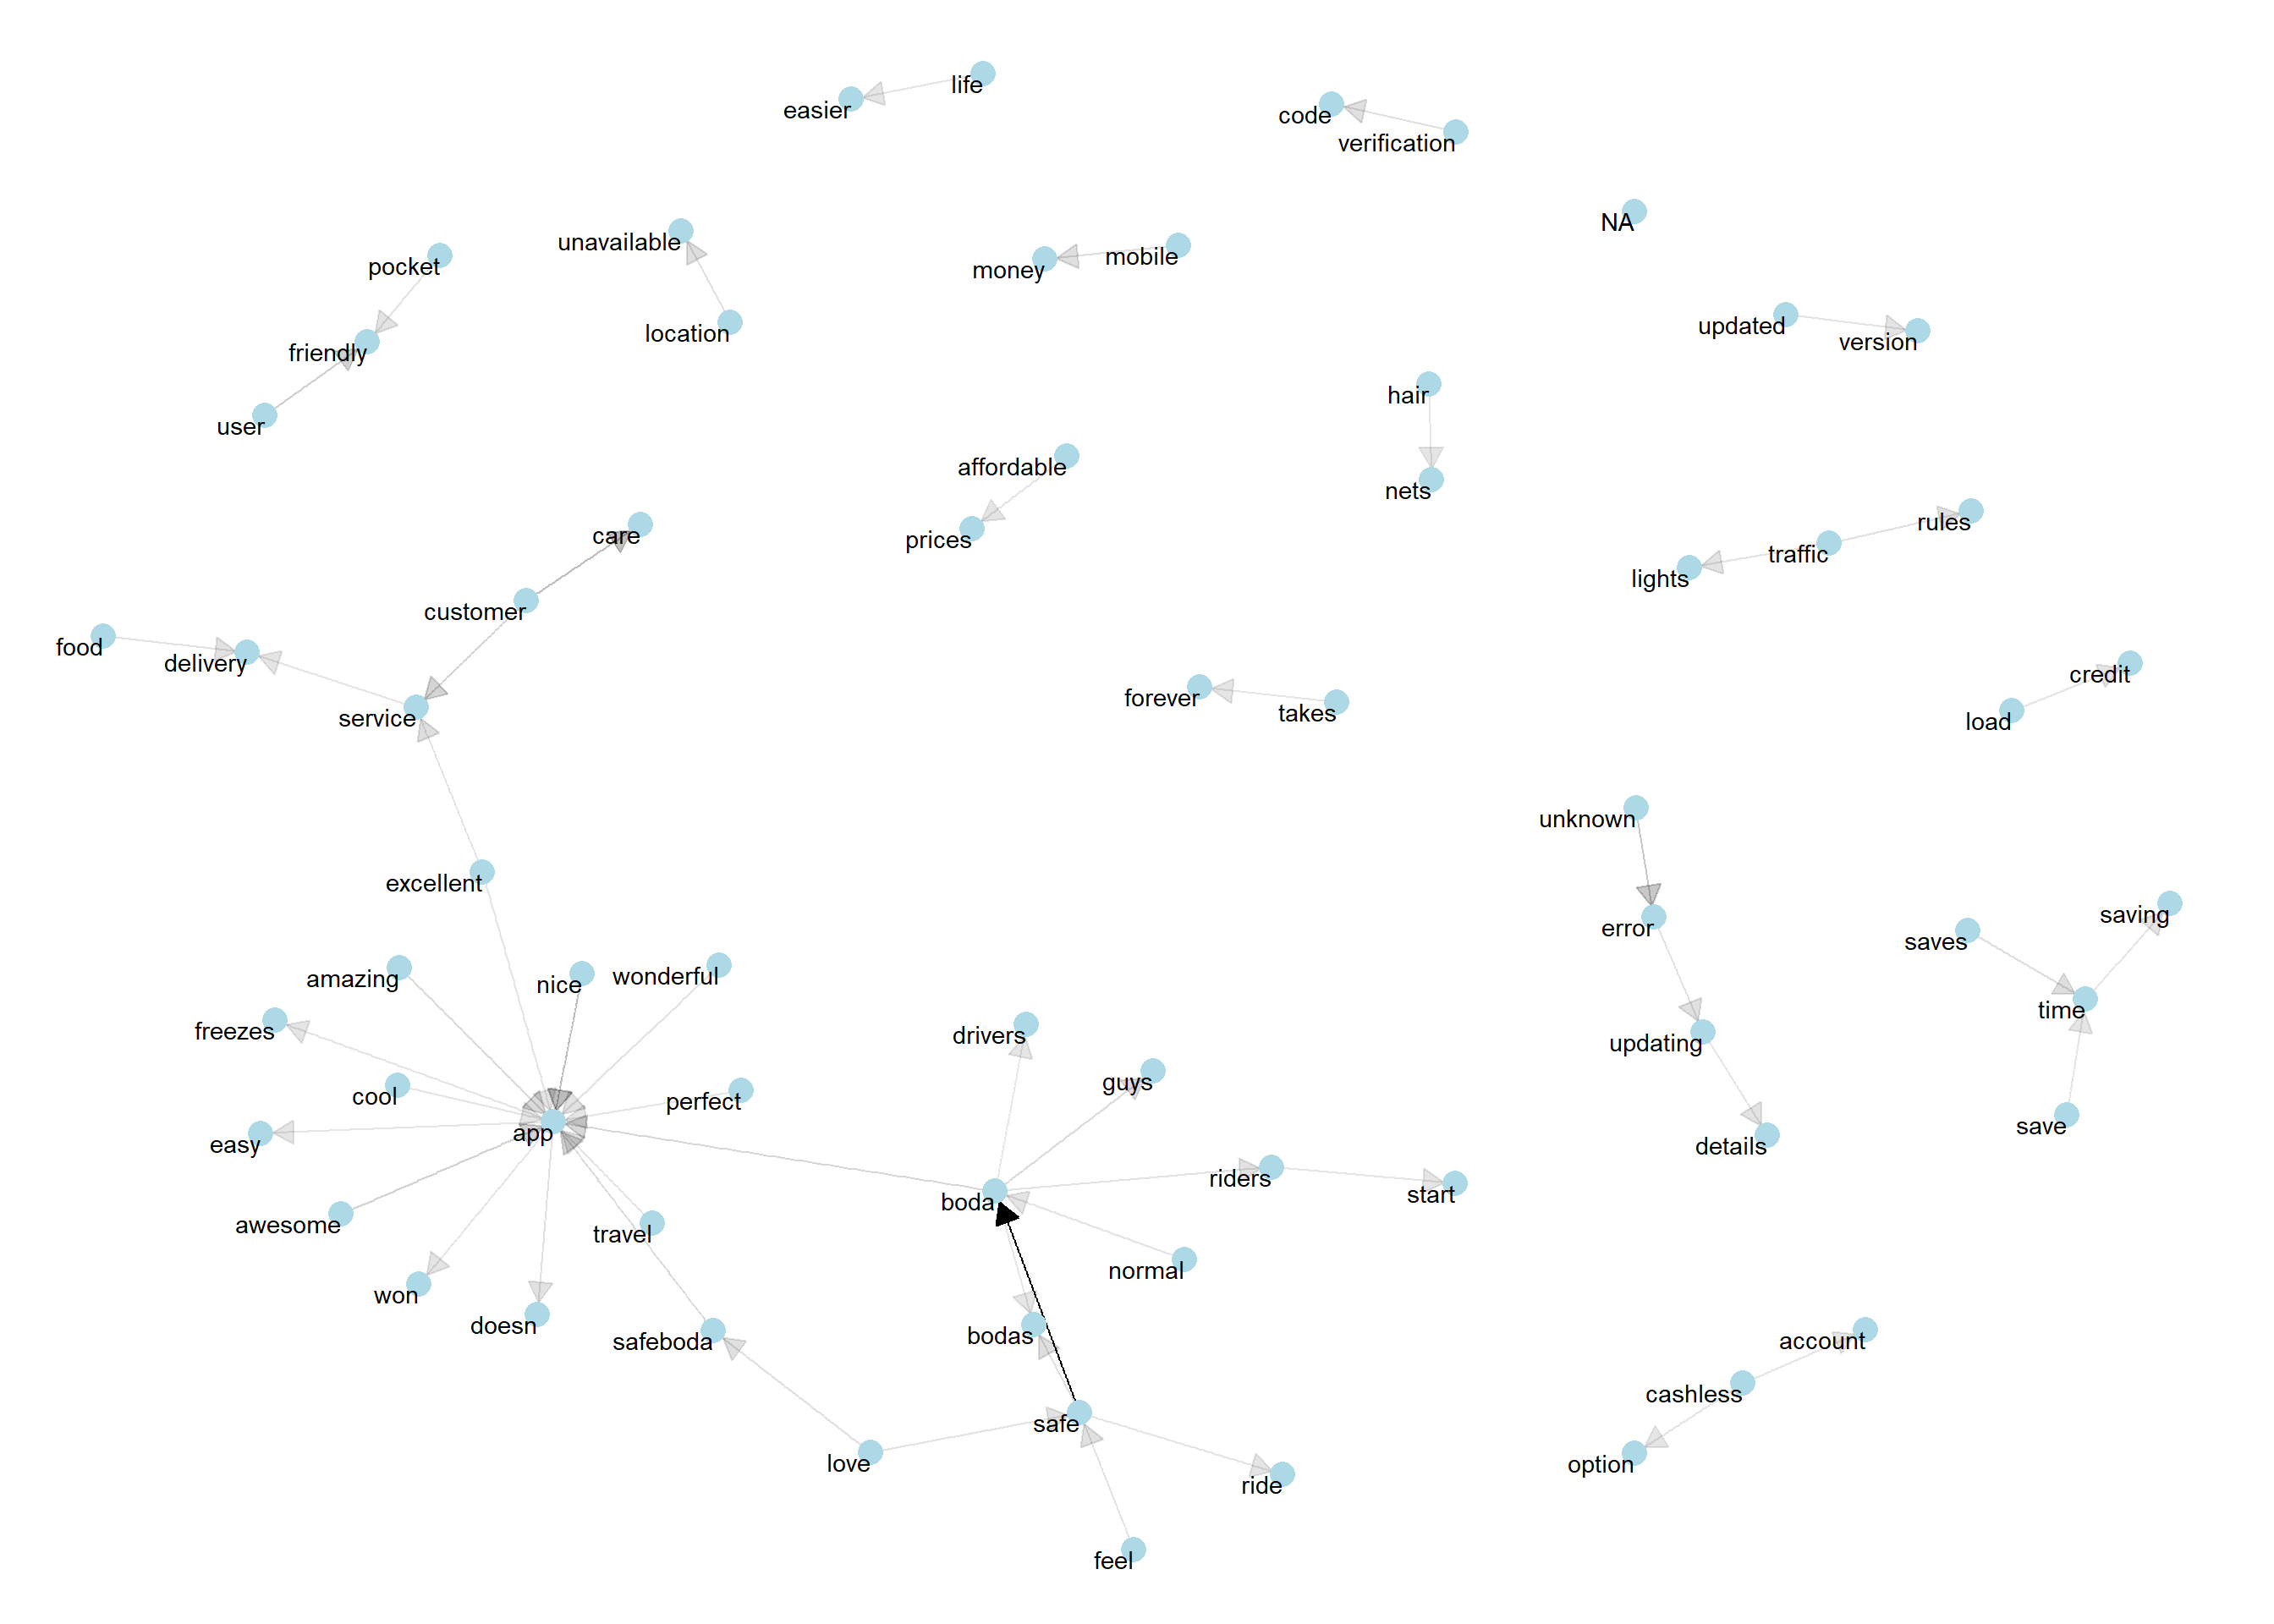 life
easier
code
verification
NA
unavailable
pocket
money
mobile
location
updated
version
friendly
user
hair
affordable
nets
prices
rules
care
traffic
lights
customer
food
delivery
credit
forever
takes
service
load
unknown
excellent
error
saving
saves
amazing
nice
wonderful
time
freezes
drivers
updating
guys
cool
perfect
save
app
easy
details
riders
start
boda
awesome
travel
normal
won
doesn
bodas
safeboda
account
cashless
safe
love
option
ride
feel